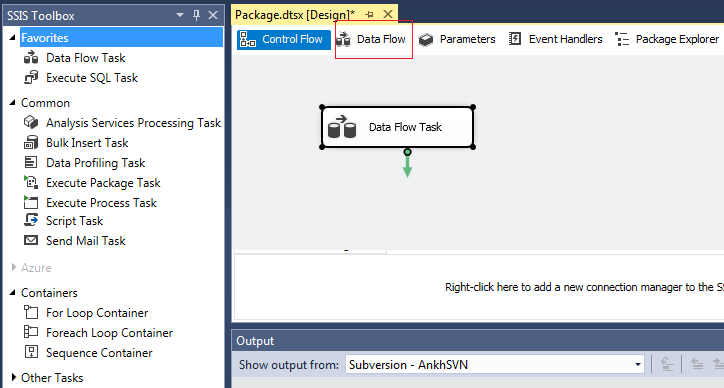 SSIS Toolbox
Favorites
Data Flow Task
Execute SQL Task
Common
Analysis Services Processing Task
Bulk Insert Task
Data Profiling Task
Execute Package Task
Execute Process Task
Script Task
Send Mail Task
Azure
Containers
For Loop Container
Foreach Loop Container
Sequence Container
Other Tasks
Package.dtsx [Design]*
Control Flow Data Flow Parameters Event Handlers Package Explorer
Data Flow Task
Right-click here to add a new connection manager to the SS
Output
Show output from: Subversion - AnkhSVN